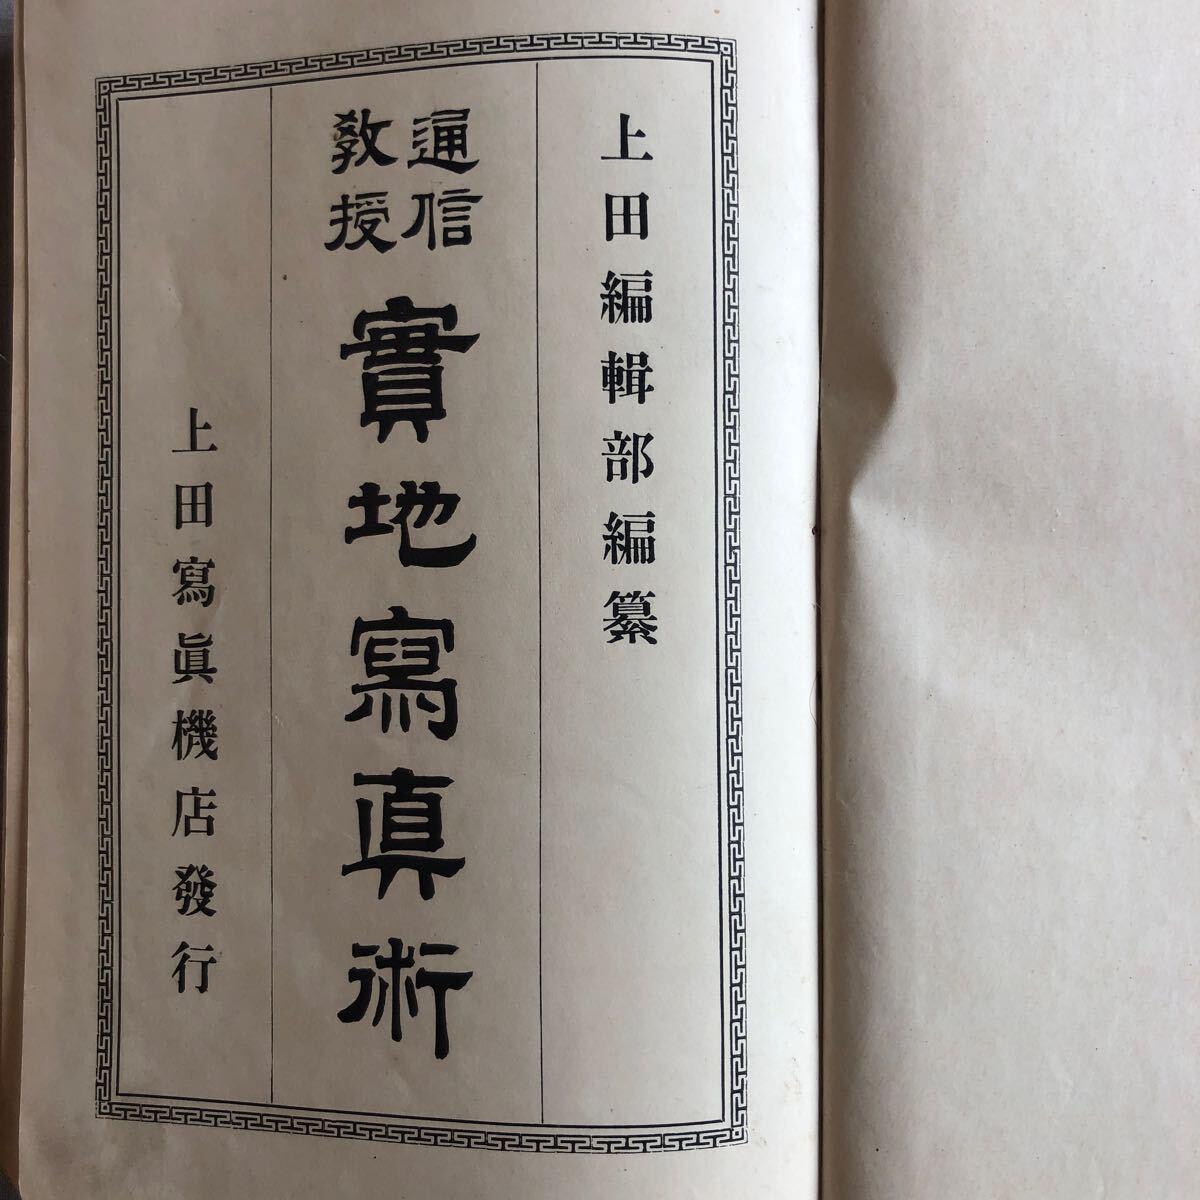 上田編輯部編纂
通信
教授
實地寫真術
上田寫眞機店發行